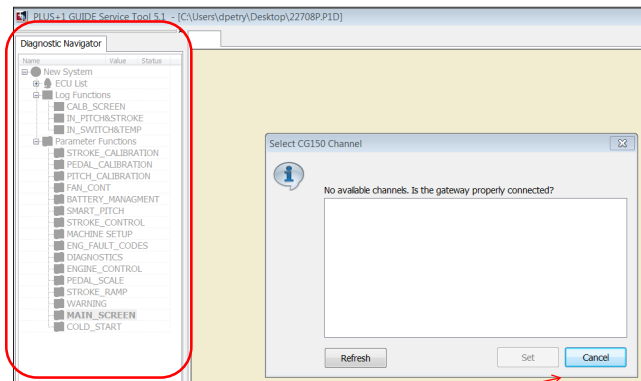 PLUS+1 GUIDE Service Tool 5.1 - [C:\Users\dpetry\Desktop\22708P.P1D]
Diagnostic Navigator
Name Value Status
New System
ECU List
Log Functions
CALB_SCREEN
IN_PITCH&STROKE
IN_SWITCH&TEMP
Parameter Functions
STROKE_CALIBRATION
PEDAL_CALIBRATION
PITCH_CALIBRATION
FAN_CONT
BATTERY_MANAGMENT
SMART_PITCH
STROKE_CONTROL
MACHINE SETUP
ENG_FAULT_CODES
DIAGNOSTICS
ENGINE_CONTROL
PEDAL_SCALE
STROKE_RAMP
WARNING
MAIN_SCREEN
COLD_START
Select CG150 Channel
No available channels. Is the gateway properly connected?
Refresh Set Cancel